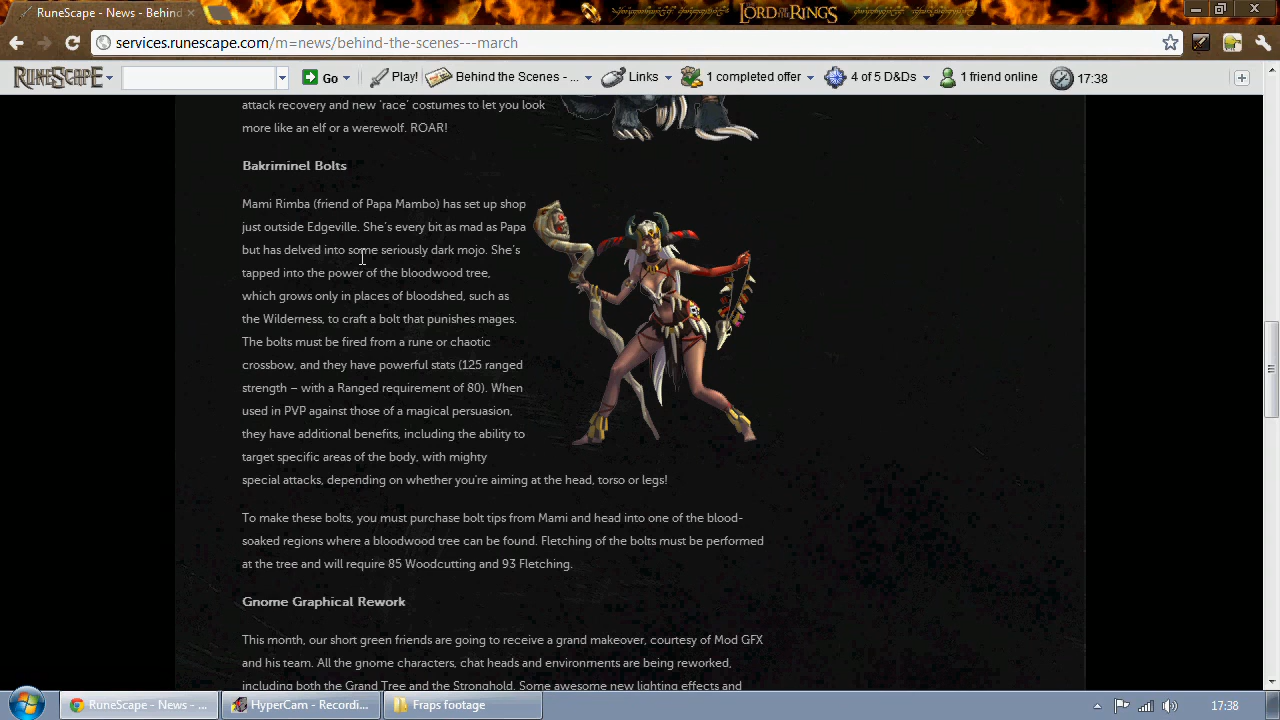 RuneScape - News - Behind
LORD OF THE RINGS
services.runescape.com/m=news/behind-the-scenes---march
RUNESCAPE
Go
Play!
Behind the Scenes - ...
Links
1 completed offer
4 of 5 D&Ds
1 friend online
17:38
attack recovery and new 'race' costumes to let you look
more like an elf or a werewolf. ROAR!
Bakriminel Bolts
Mami Rimba (friend of Papa Mambo) has set up shop
just outside Edgeville. She's every bit as mad as Papa
but has delved into some seriously dark mojo. She's
tapped into the power of the bloodwood tree,
which grows only in places of bloodshed, such as
the Wilderness, to craft a bolt that punishes mages.
The bolts must be fired from a rune or chaotic
crossbow, and they have powerful stats (125 ranged
strength – with a Ranged requirement of 80). When
used in PVP against those of a magical persuasion,
they have additional benefits, including the ability to
target specific areas of the body, with mighty
special attacks, depending on whether you're aiming at the head, torso or legs!
To make these bolts, you must purchase bolt tips from Mami and head into one of the blood-
soaked regions where a bloodwood tree can be found. Fletching of the bolts must be performed
at the tree and will require 85 Woodcutting and 93 Fletching.
Gnome Graphical Rework
This month, our short green friends are going to receive a grand makeover, courtesy of Mod GFX
and his team. All the gnome characters, chat heads and environments are being reworked,
including both the Grand Tree and the Stronghold. Some awesome new lighting effects and
RuneScape - News - ...
HyperCam - Recordi...
Fraps footage
17:38